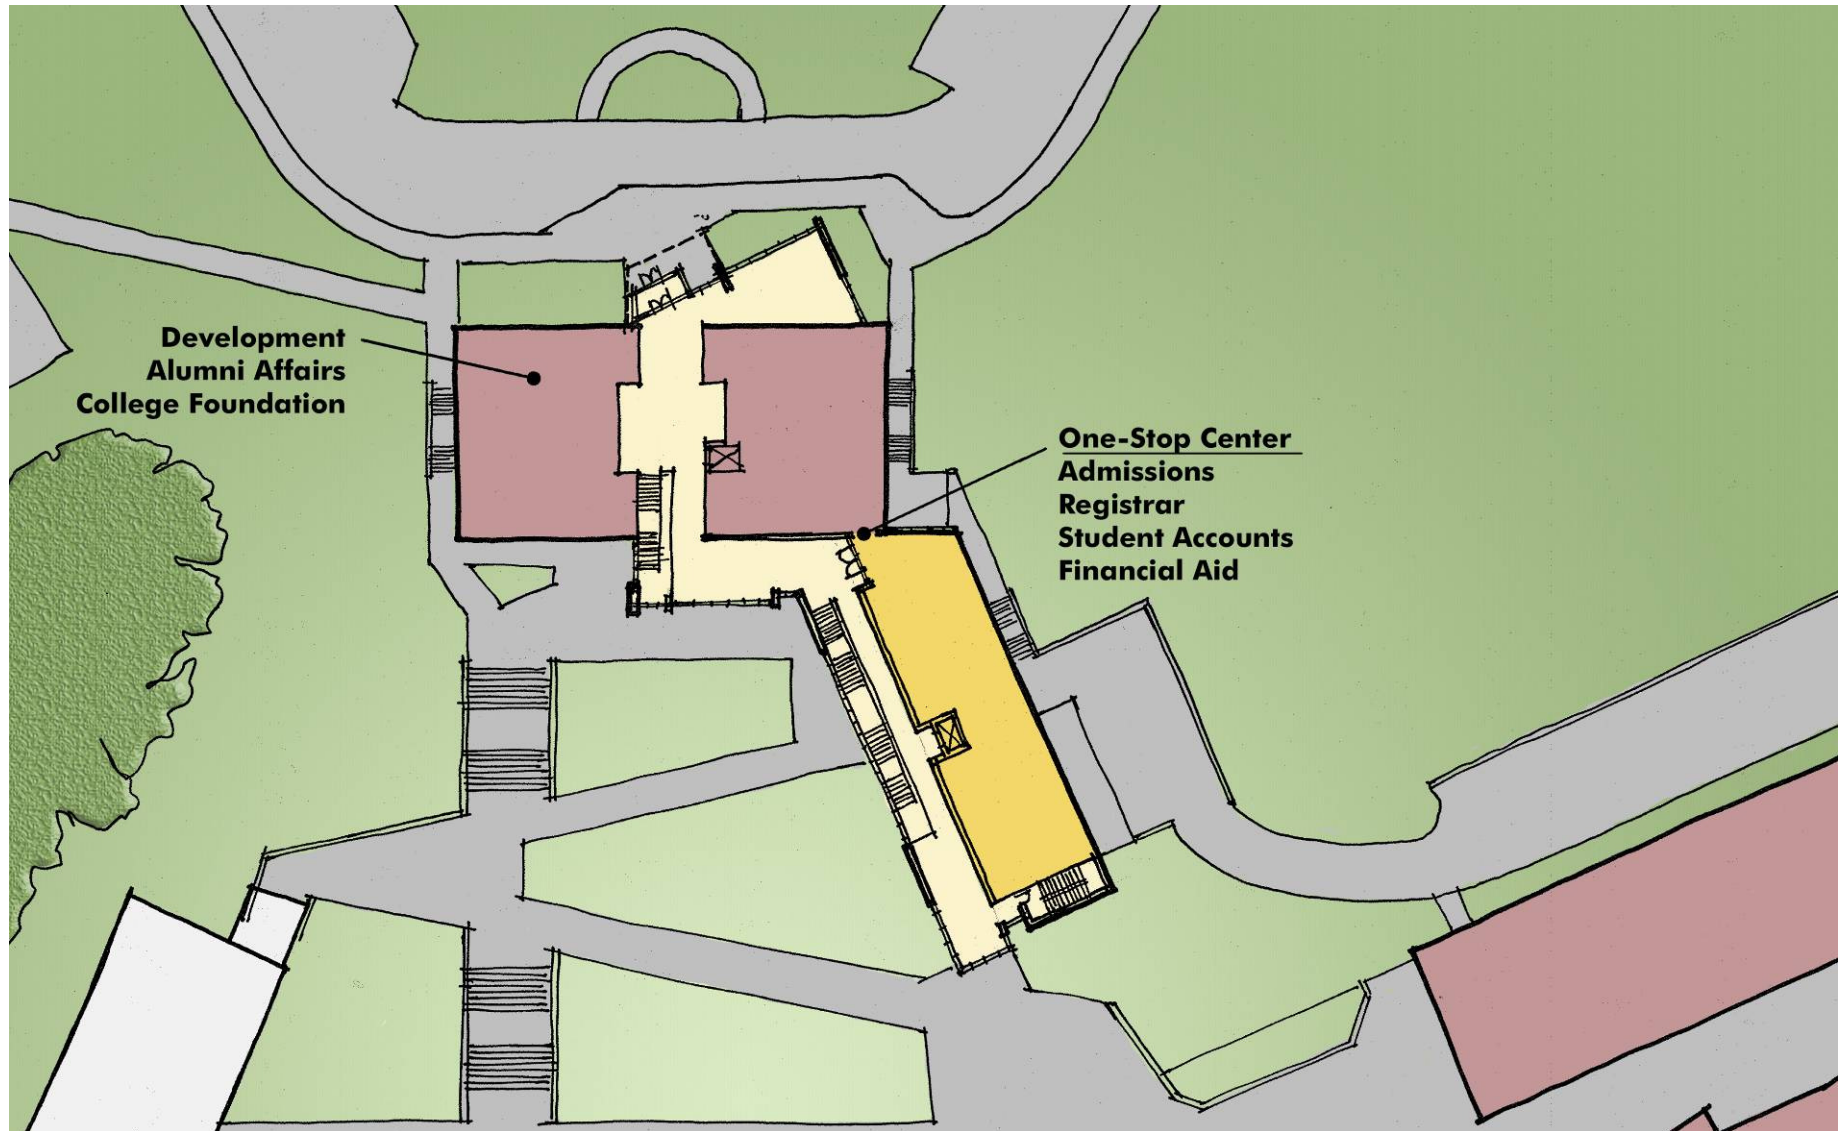 Development
Alumni Affairs
College Foundation
One-Stop Center
Admissions
Registrar
Student Accounts
Financial Aid